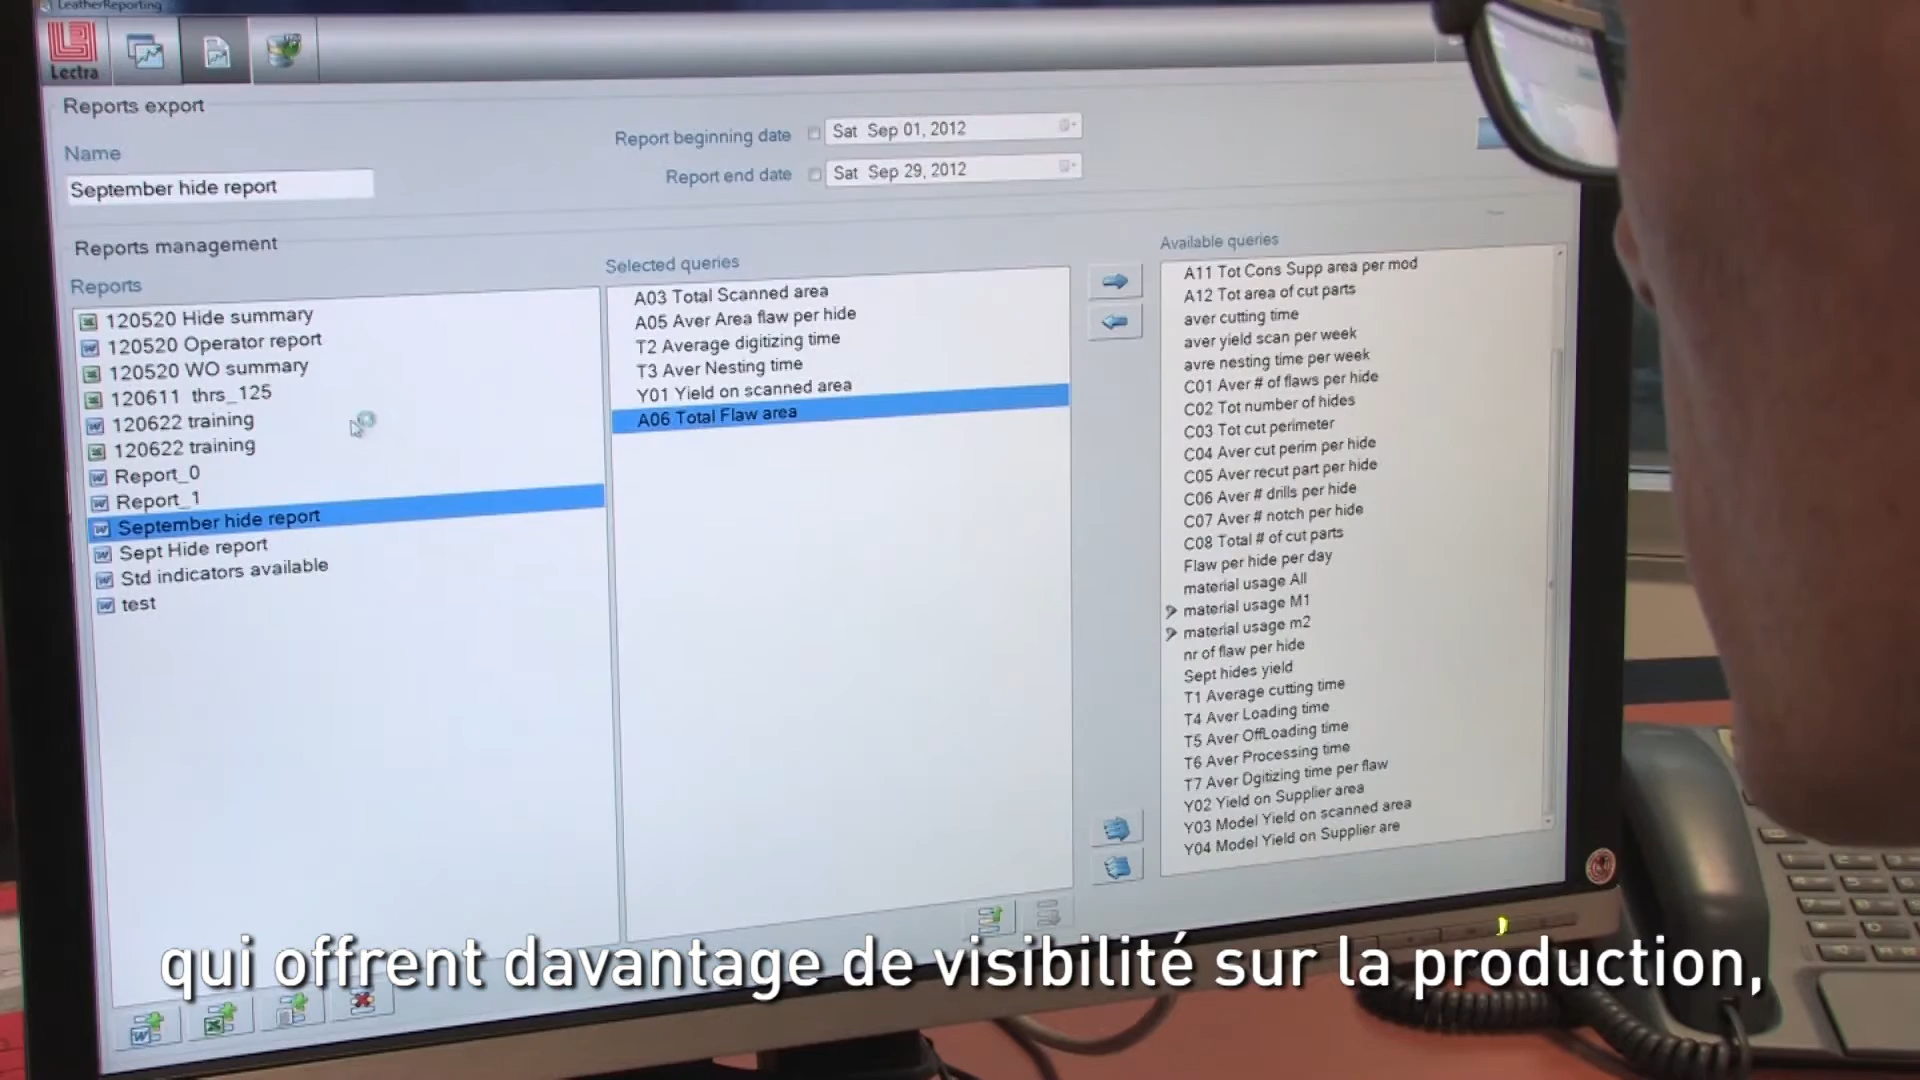 LeatherReporting
Lectra
Reports export
Name
September hide report
Report beginning date
Sat Sep 01, 2012
Report end date
Sat Sep 29, 2012
Reports management
Reports
120520 Hide summary
120520 Operator report
120520 WO summary
120611 thrs_125
120622 training
120622 training
Report_0
Report_1
September hide report
Sept Hide report
Std indicators available
test
Selected queries
A03 Total Scanned area
A05 Aver Area flaw per hide
T2 Average digitizing time
T3 Aver Nesting time
Y01 Yield on scanned area
A06 Total Flaw area
Available queries
A11 Tot Cons Supp area per mod
A12 Tot area of cut parts
aver cutting time
aver yield scan per week
avre nesting time per week
C01 Aver # of flaws per hide
C02 Tot number of hides
C03 Tot cut perimeter
C04 Aver cut perim per hide
C05 Aver recut part per hide
C06 Aver # drills per hide
C07 Aver # notch per hide
C08 Total # of cut parts
Flaw per hide per day
material usage All
material usage M1
material usage m2
nr of flaw per hide
Sept hides yield
T1 Average cutting time
T4 Aver Loading time
T5 Aver OffLoading time
T6 Aver Processing time
T7 Aver Dgitizing time per flaw
Y02 Yield on Supplier area
Y03 Model Yield on scanned area
Y04 Model Yield on Supplier are
qui offrent davantage de visibilité sur la production,